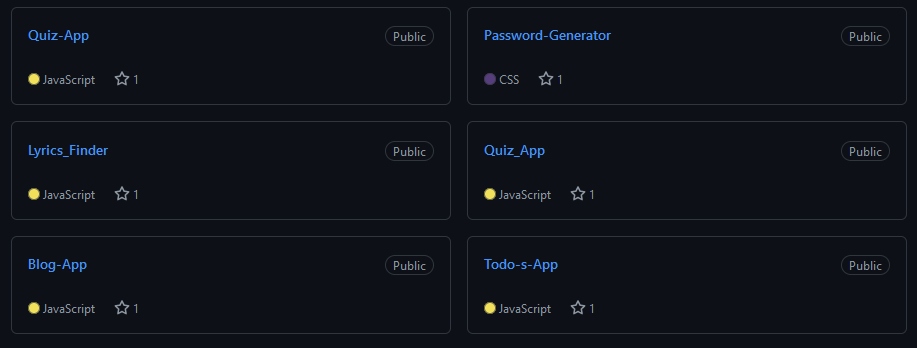 Quiz-App Public
JavaScript 1
Password-Generator Public
CSS 1
Lyrics_Finder Public
JavaScript 1
Quiz_App Public
JavaScript 1
Blog-App Public
JavaScript 1
Todo-s-App Public
JavaScript 1